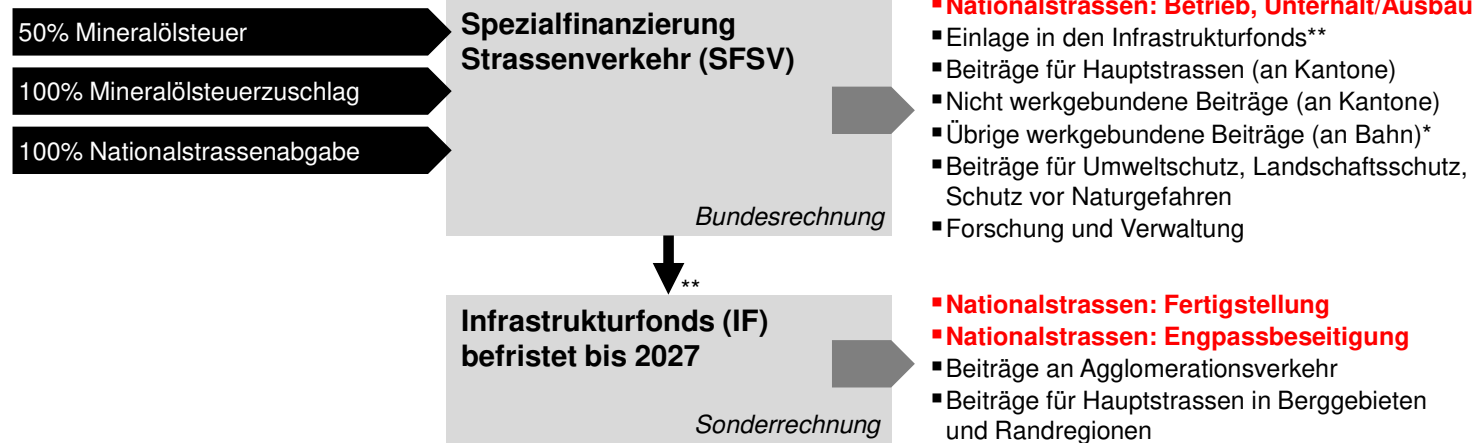 50% Mineralölsteuer
100% Mineralölsteuerzuschlag
100% Nationalstrassenabgabe
Spezialfinanzierung
Strassenverkehr (SFSV)
Bundesrechnung
▪Nationalstrassen: Betrieb, Unterhalt/Ausbau
▪Einlage in den Infrastrukturfonds**
▪Beiträge für Hauptstrassen (an Kantone)
▪Nicht werkgebundene Beiträge (an Kantone)
▪Übrige werkgebundene Beiträge (an Bahn)*
▪Beiträge für Umweltschutz, Landschaftsschutz,
Schutz vor Naturgefahren
▪Forschung und Verwaltung
**
Infrastrukturfonds (IF)
befristet bis 2027
Sonderrechnung
▪Nationalstrassen: Fertigstellung
▪Nationalstrassen: Engpassbeseitigung
▪Beiträge an Agglomerationsverkehr
▪Beiträge für Hauptstrassen in Berggebieten
und Randregionen